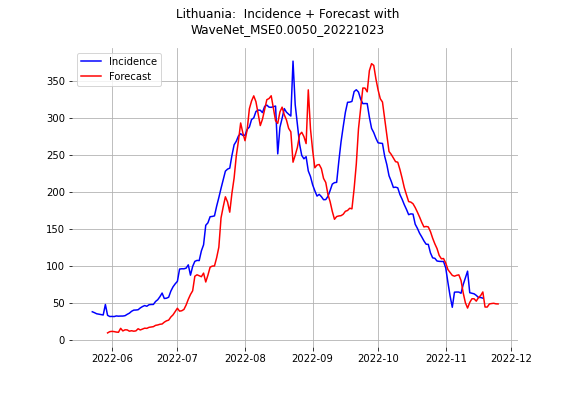 Lithuania:  Incidence + Forecast with
WaveNet_MSE0.0050_20221023
Incidence
Forecast
350
300
250
200
150
100
50
0
2022-06 2022-07 2022-08 2022-09 2022-10 2022-11 2022-12